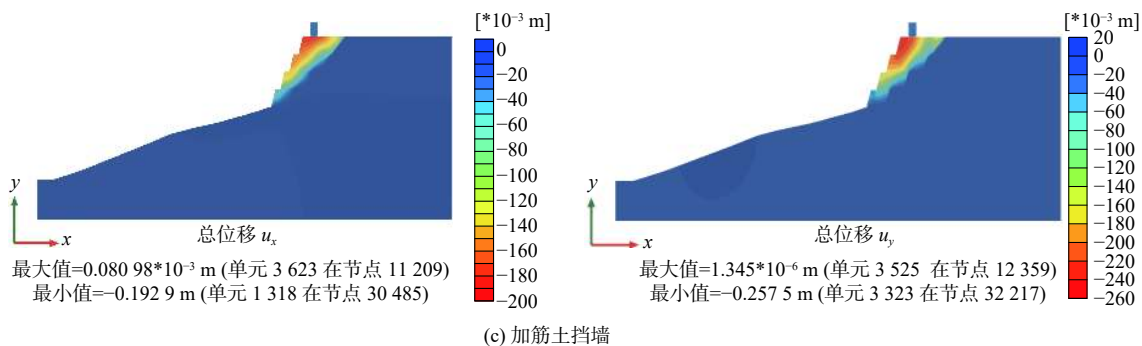 [*10⁻³ m]
0
−20
−40
−60
−80
−100
−120
−140
−160
−180
−200
y
x
总位移 uₓ
最大值=0.080 98*10⁻³ m (单元 3 623 在节点 11 209)
最小值=−0.192 9 m (单元 1 318 在节点 30 485)
[*10⁻³ m]
20
0
−20
−40
−60
−80
−100
−120
−140
−160
−180
−200
−220
−240
−260
y
x
总位移 u_y
最大值=1.345*10⁻⁶ m (单元 3 525 在节点 12 359)
最小值=−0.257 5 m (单元 3 323 在节点 32 217)
(c) 加筋土挡墙